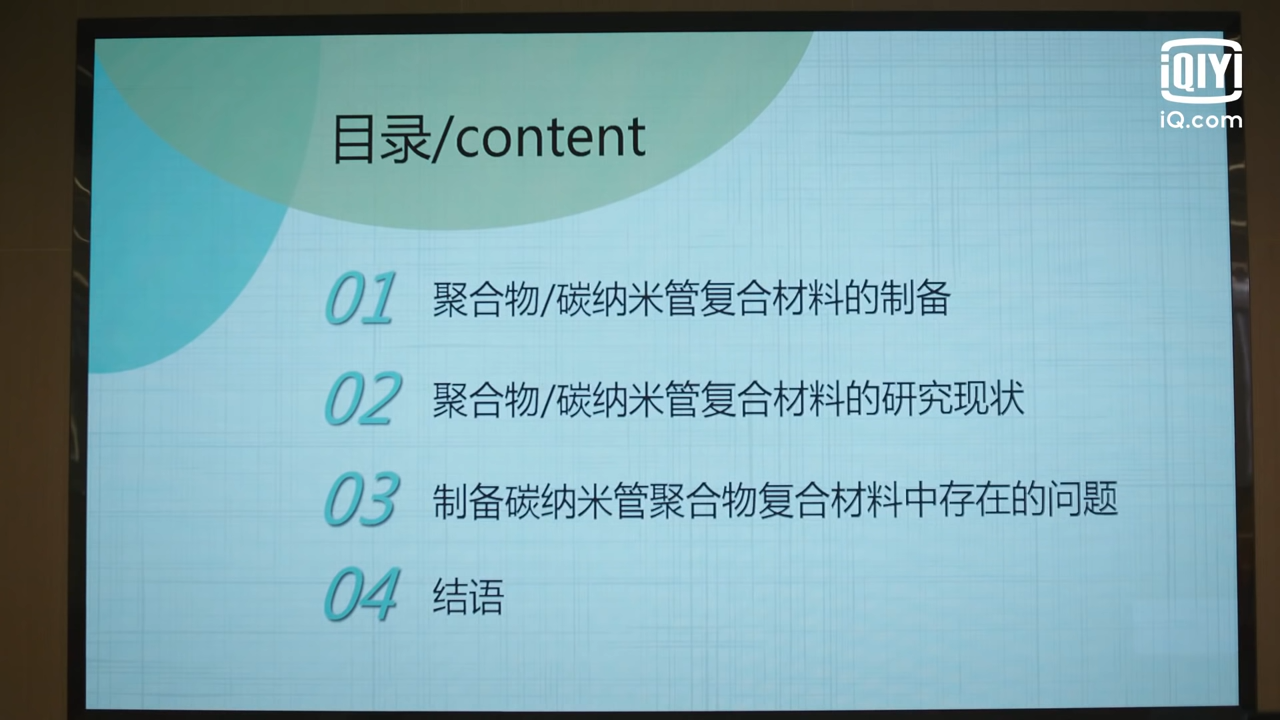 iQIYI
iQ.com
目录/content
01 聚合物/碳纳米管复合材料的制备
02 聚合物/碳纳米管复合材料的研究现状
03 制备碳纳米管聚合物复合材料中存在的问题
04 结语